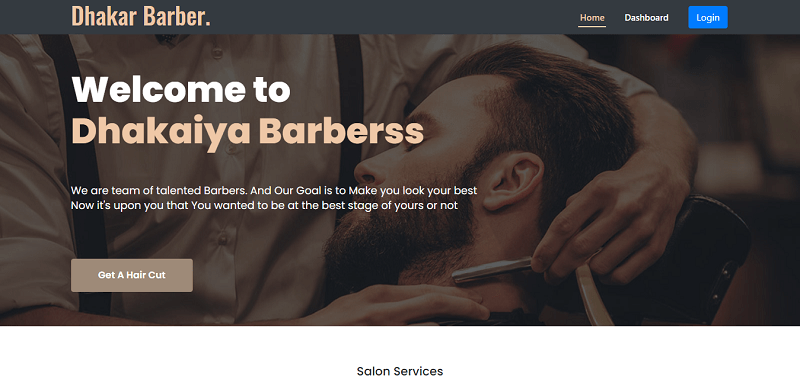 Dhakar Barber.
Home Dashboard Login
Welcome to
Dhakaiya Barberss
We are team of talented Barbers. And Our Goal is to Make you look your best
Now it's upon you that You wanted to be at the best stage of yours or not
Get A Hair Cut
Salon Services